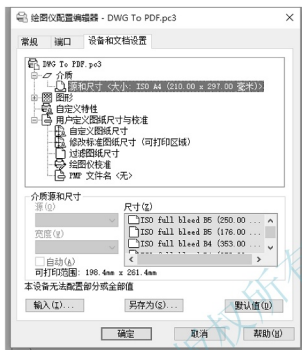 绘图仪配置编辑器 - DWG To PDF.pc3
常规 端口 设备和文档设置
DWG To PDF.pc3
介质
源和尺寸 <大小: ISO A4 (210.00 x 297.00 毫米)>
图形
自定义特性
用户定义图纸尺寸与校准
自定义图纸尺寸
修改标准图纸尺寸 (可打印区域)
过滤图纸尺寸
绘图仪校准
PMP 文件名 <无>
介质源和尺寸
源(O)
尺寸(Z)
ISO full bleed B5 (250.00 ...
宽度(W)
ISO full bleed B5 (176.00 ...
ISO full bleed B4 (353.00 ...
自动(A)
可打印范围: 198.4mm x 261.4mm
本设备无法配置部分或全部值
输入(I)... 另存为(S)... 默认值(D)
确定 取消 帮助(H)